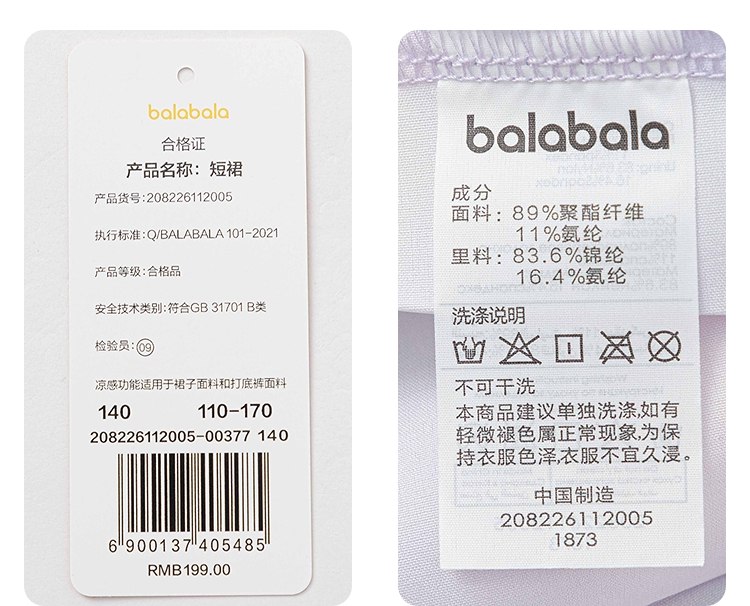 balabala
合格证
产品名称：短裙
产品货号:208226112005
执行标准:Q/BALABALA 101-2021
产品等级:合格品
安全技术类别:符合GB 31701 B类
检验员:09
凉感功能适用于裙子面料和打底裤面料
140 110-170
208226112005-00377 140
6 900137 405485
RMB199.00
balabala
成分
面料: 89%聚酯纤维
11%氨纶
里料: 83.6%锦纶
16.4%氨纶
洗涤说明
不可干洗
本商品建议单独洗涤,如有
轻微褪色属正常现象,为保
持衣服色泽,衣服不宜久浸。
中国制造
208226112005
1873